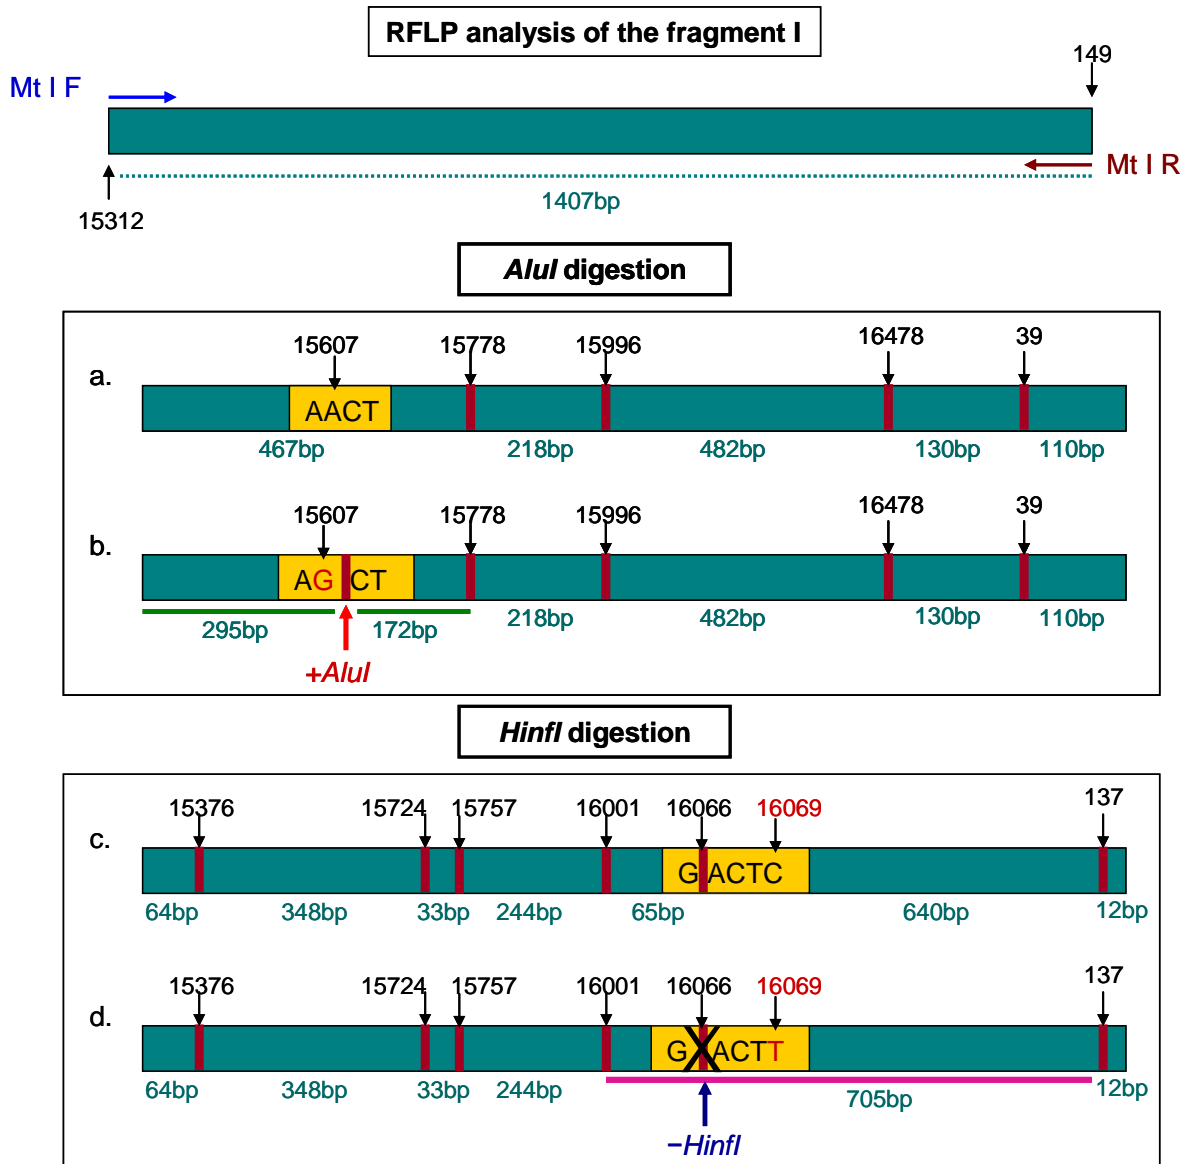 RFLP analysis of the fragment I
149
Mt I F
Mt I R
1407bp
15312
AluI digestion
15607 15778 15996 16478 39
a.
AACT
467bp 218bp 482bp 130bp 110bp
15607 15778 15996 16478 39
b.
AG CT
295bp 172bp 218bp 482bp 130bp 110bp
+AluI
HinfI digestion
15376 15724 15757 16001 16066 16069 137
c.
G ACTC
64bp 348bp 33bp 244bp 65bp 640bp 12bp
15376 15724 15757 16001 16066 16069 137
d.
G ACTT
64bp 348bp 33bp 244bp 705bp 12bp
−HinfI